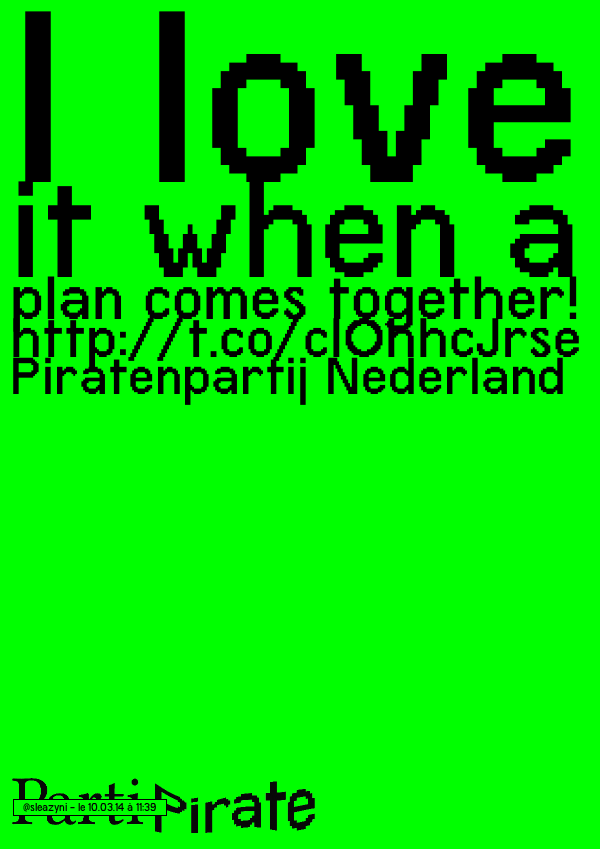 I love
it when a
plan comes together!
http://t.co/clOhhcJrse
Piratenpartij Nederland
Parti Pirate
@sleazyni - le 10.03.14 à 11:39